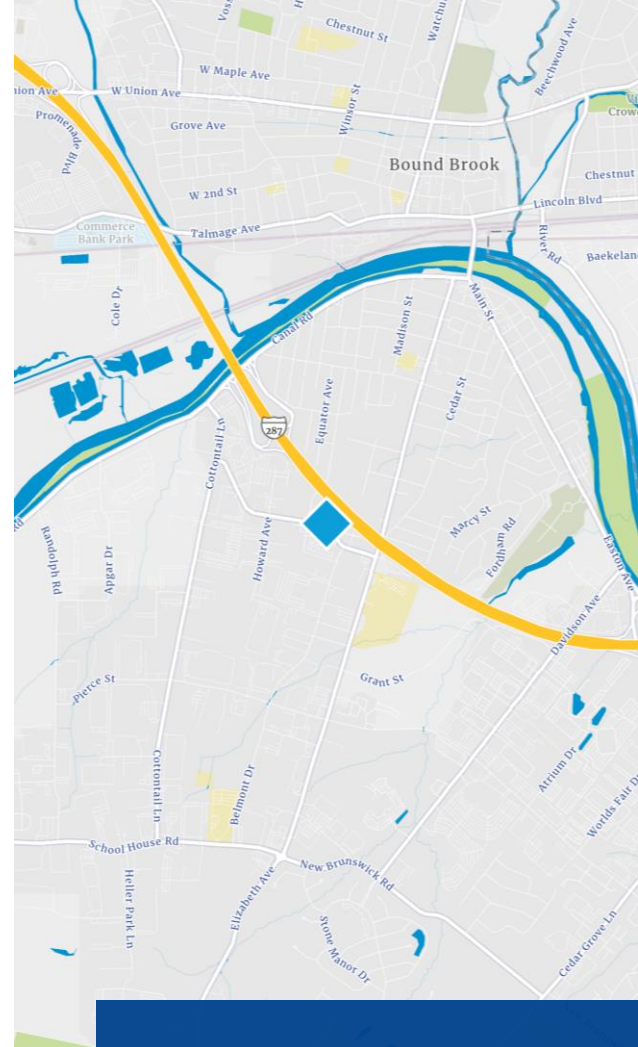 Chestnut St
W Maple Ave
W Union Ave
Beechwood Ave
Promenade Blvd
Grove Ave
Winsor St
Bound Brook
Chestnut
W 2nd St
Lincoln Blvd
Commerce
Bank Park
Talmage Ave
River Rd
Cole Dr
Canal Rd
Madison St
Main St
Equator Ave
Cedar St
287
Cottontail Ln
Marcy St
Fordham Rd
Howard Ave
Randolph Rd
Apgar Dr
Easton Ave
Davidson Ave
Grant St
Pierce St
Atrium Dr
Cottontail Ln
Belmont Dr
School House Rd
New Brunswick Rd
Heller Park Ln
Elizabeth Ave
Stone Manor Dr
Cedar Grove Ln